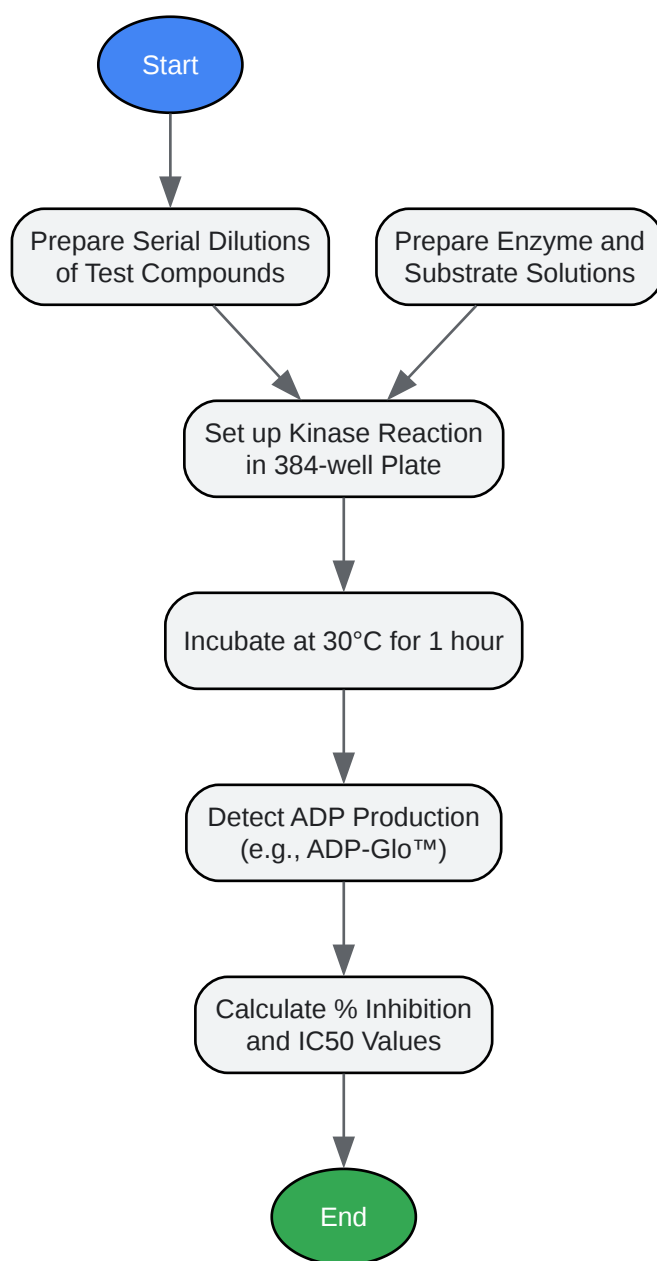 Start
Prepare Serial Dilutions
of Test Compounds
Prepare Enzyme and
Substrate Solutions
Set up Kinase Reaction
in 384-well Plate
Incubate at 30°C for 1 hour
Detect ADP Production
(e.g., ADP-Glo™)
Calculate % Inhibition
and IC50 Values
End